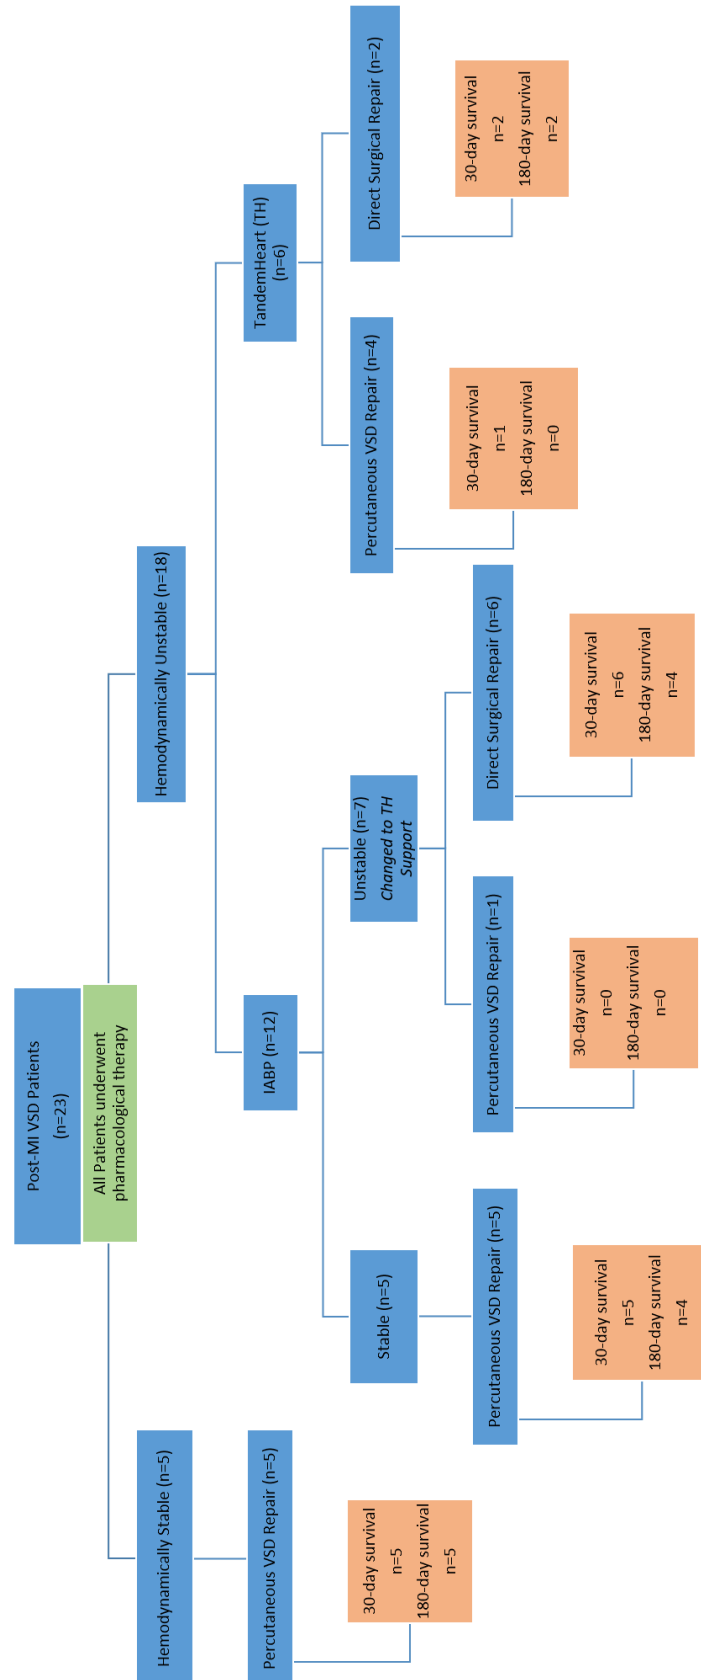 Post-MI VSD Patients
(n=23)
All Patients underwent
pharmacological therapy
Hemodynamically Stable (n=5)
Percutaneous VSD Repair (n=5)
30-day survival
n=5
180-day survival
n=5
Hemodynamically Unstable (n=18)
IABP (n=12)
Stable (n=5)
Percutaneous VSD Repair (n=5)
30-day survival
n=5
180-day survival
n=4
Unstable (n=7)
Changed to TH
Support
Percutaneous VSD Repair (n=1)
30-day survival
n=0
180-day survival
n=0
Direct Surgical Repair (n=6)
30-day survival
n=6
180-day survival
n=4
TandemHeart (TH)
(n=6)
Percutaneous VSD Repair (n=4)
30-day survival
n=1
180-day survival
n=0
Direct Surgical Repair (n=2)
30-day survival
n=2
180-day survival
n=2